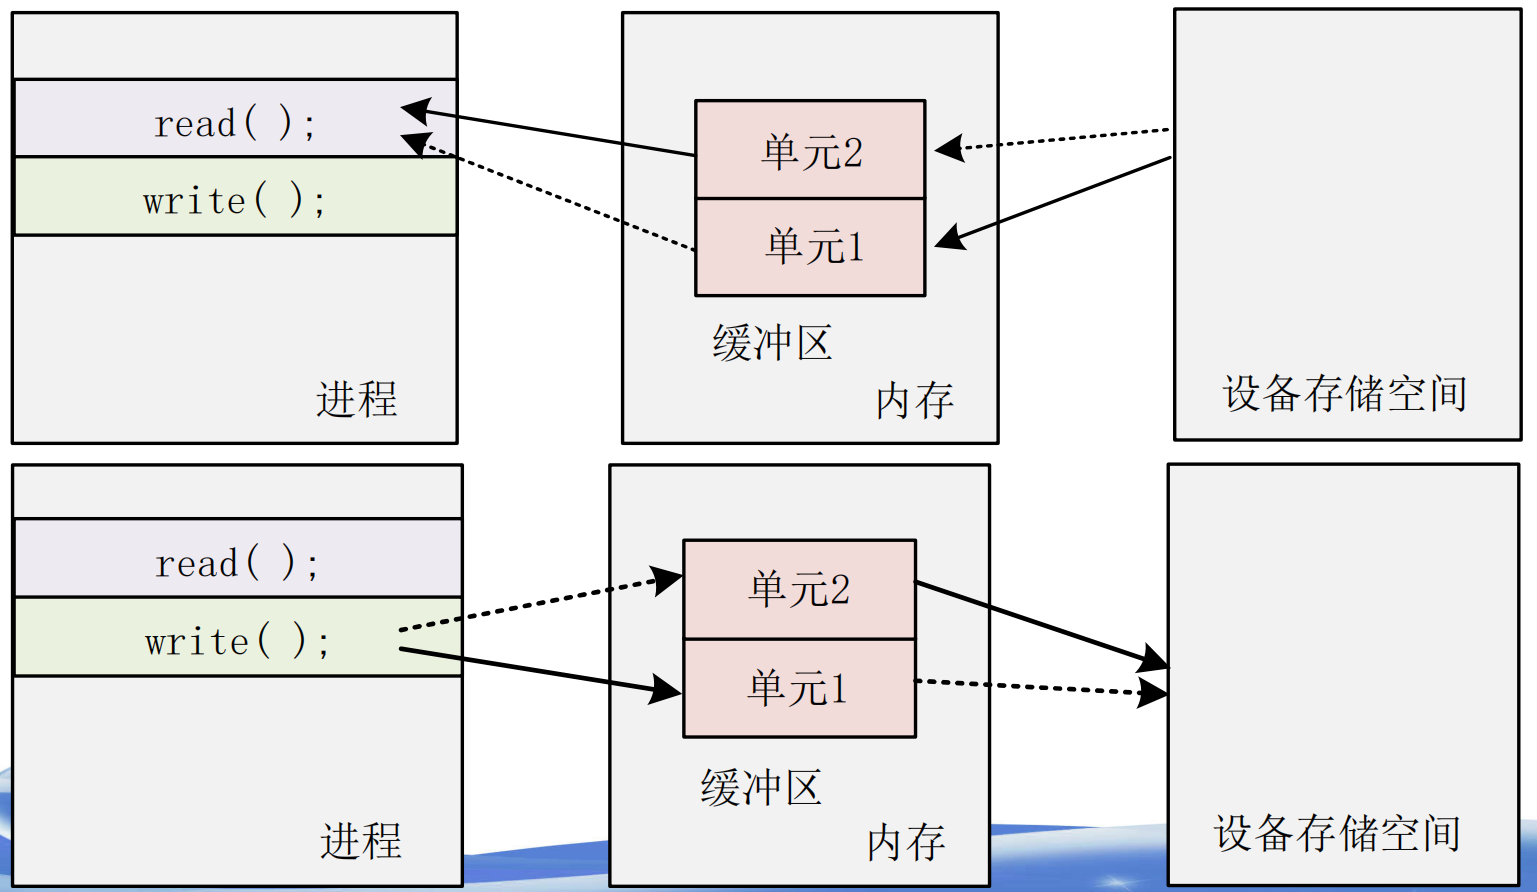 read( );
write( );
单元2
单元1
缓冲区
进程
内存
设备存储空间
read( );
write( );
单元2
单元1
缓冲区
进程
内存
设备存储空间